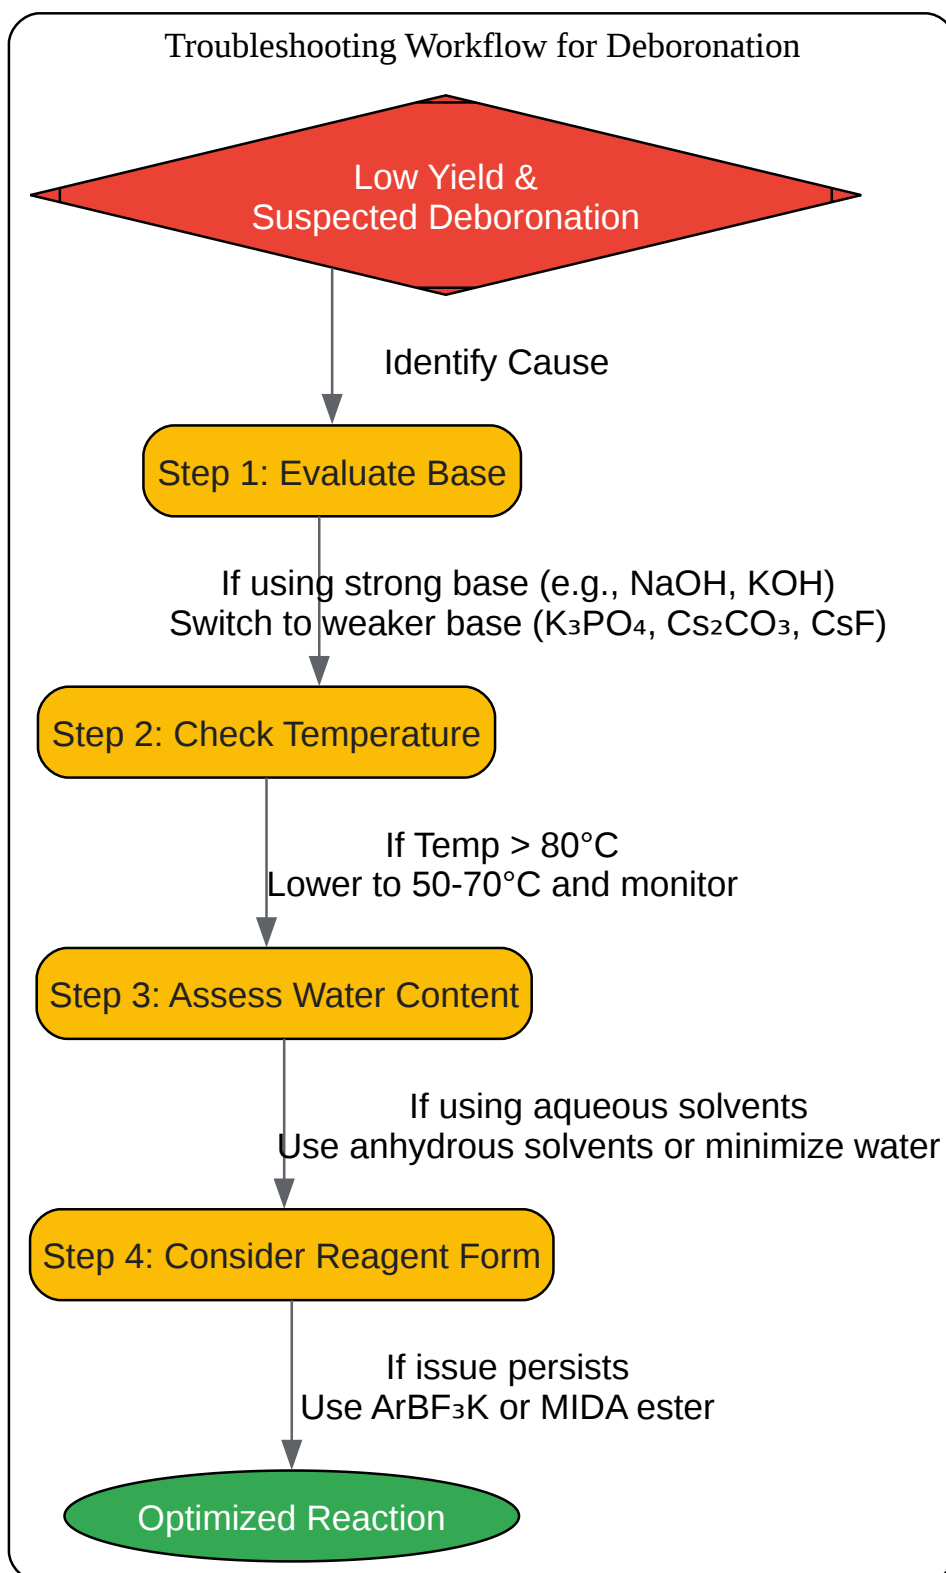 Troubleshooting Workflow for Deboronation
Low Yield &
Suspected Deboronation
Identify Cause
Step 1: Evaluate Base
If using strong base (e.g., NaOH, KOH)
Switch to weaker base (K₃PO₄, Cs₂CO₃, CsF)
Step 2: Check Temperature
If Temp > 80°C
Lower to 50-70°C and monitor
Step 3: Assess Water Content
If using aqueous solvents
Use anhydrous solvents or minimize water
Step 4: Consider Reagent Form
If issue persists
Use ArBF₃K or MIDA ester
Optimized Reaction